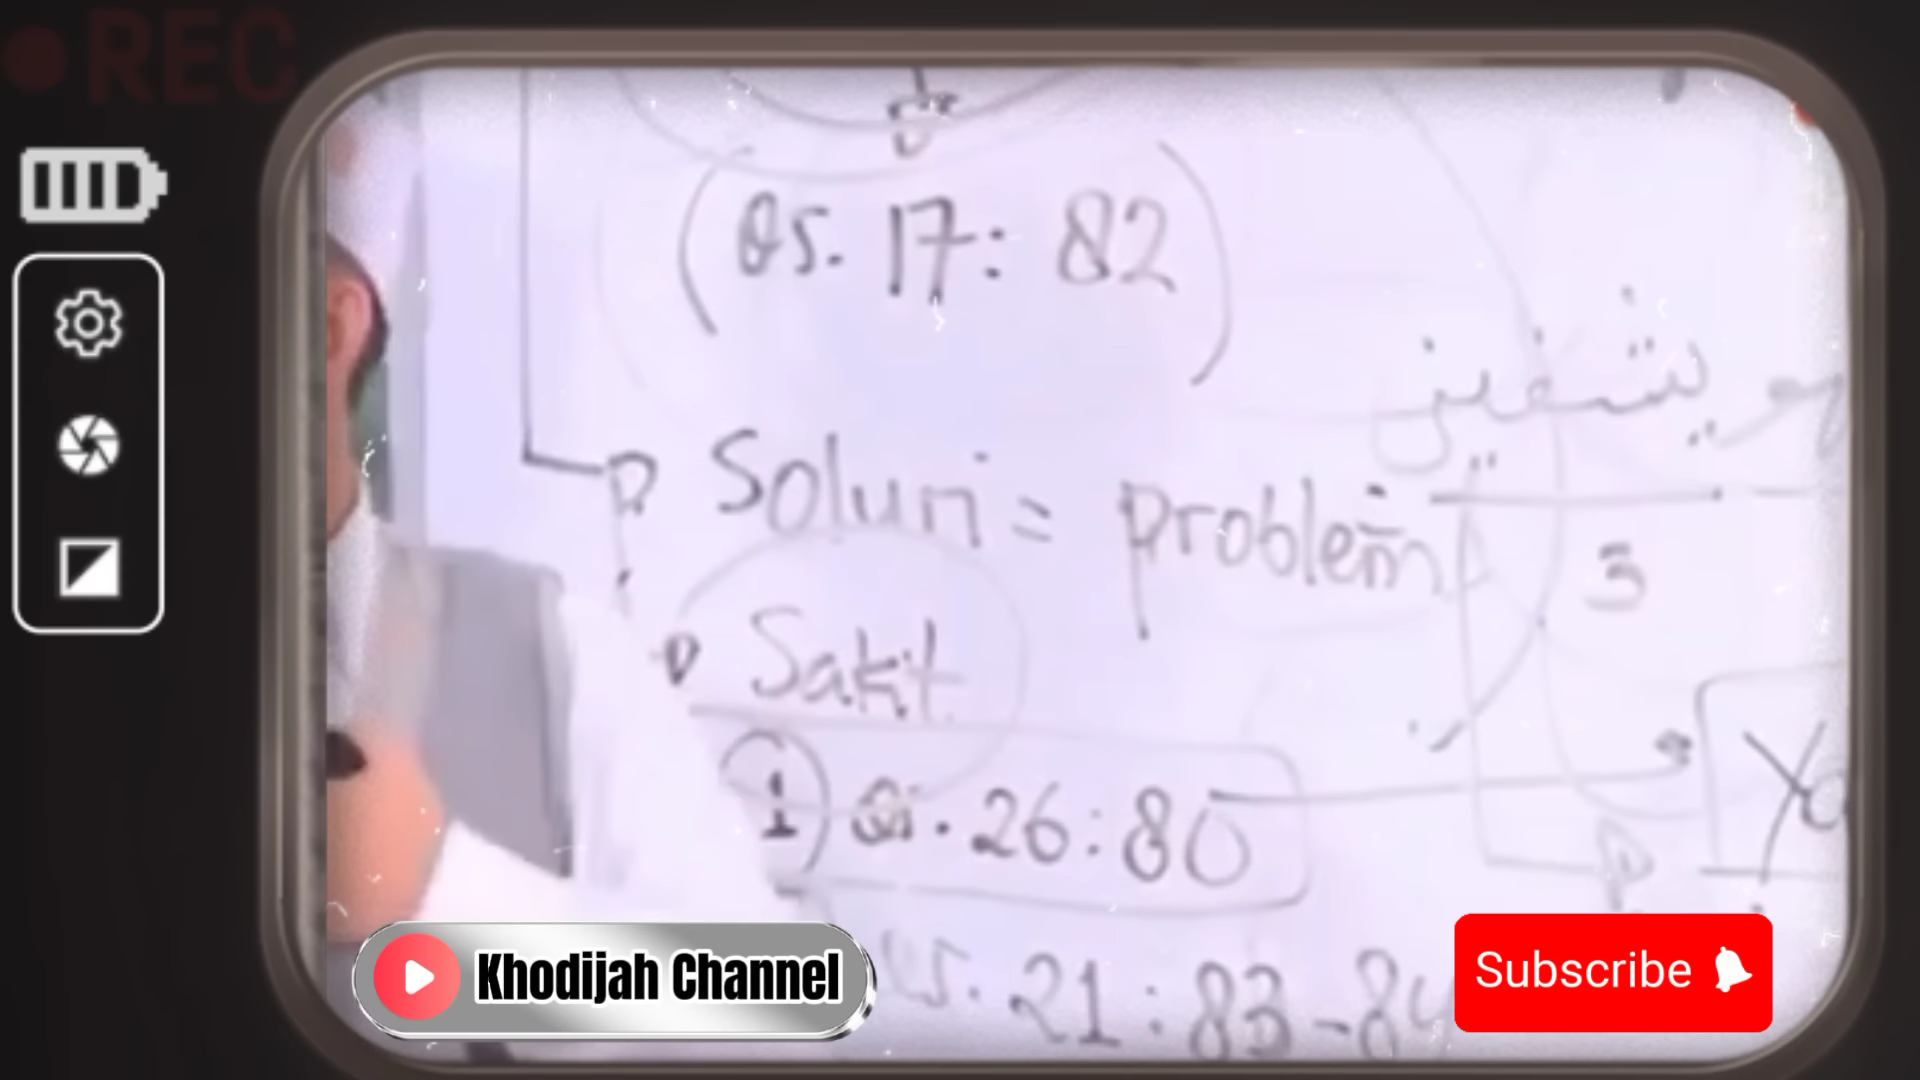 REC
(QS. 17: 82)
Solusi = problem
3
Sakit
1) QS. 26:80
QS. 21:83-84
Khodijah Channel
Subscribe